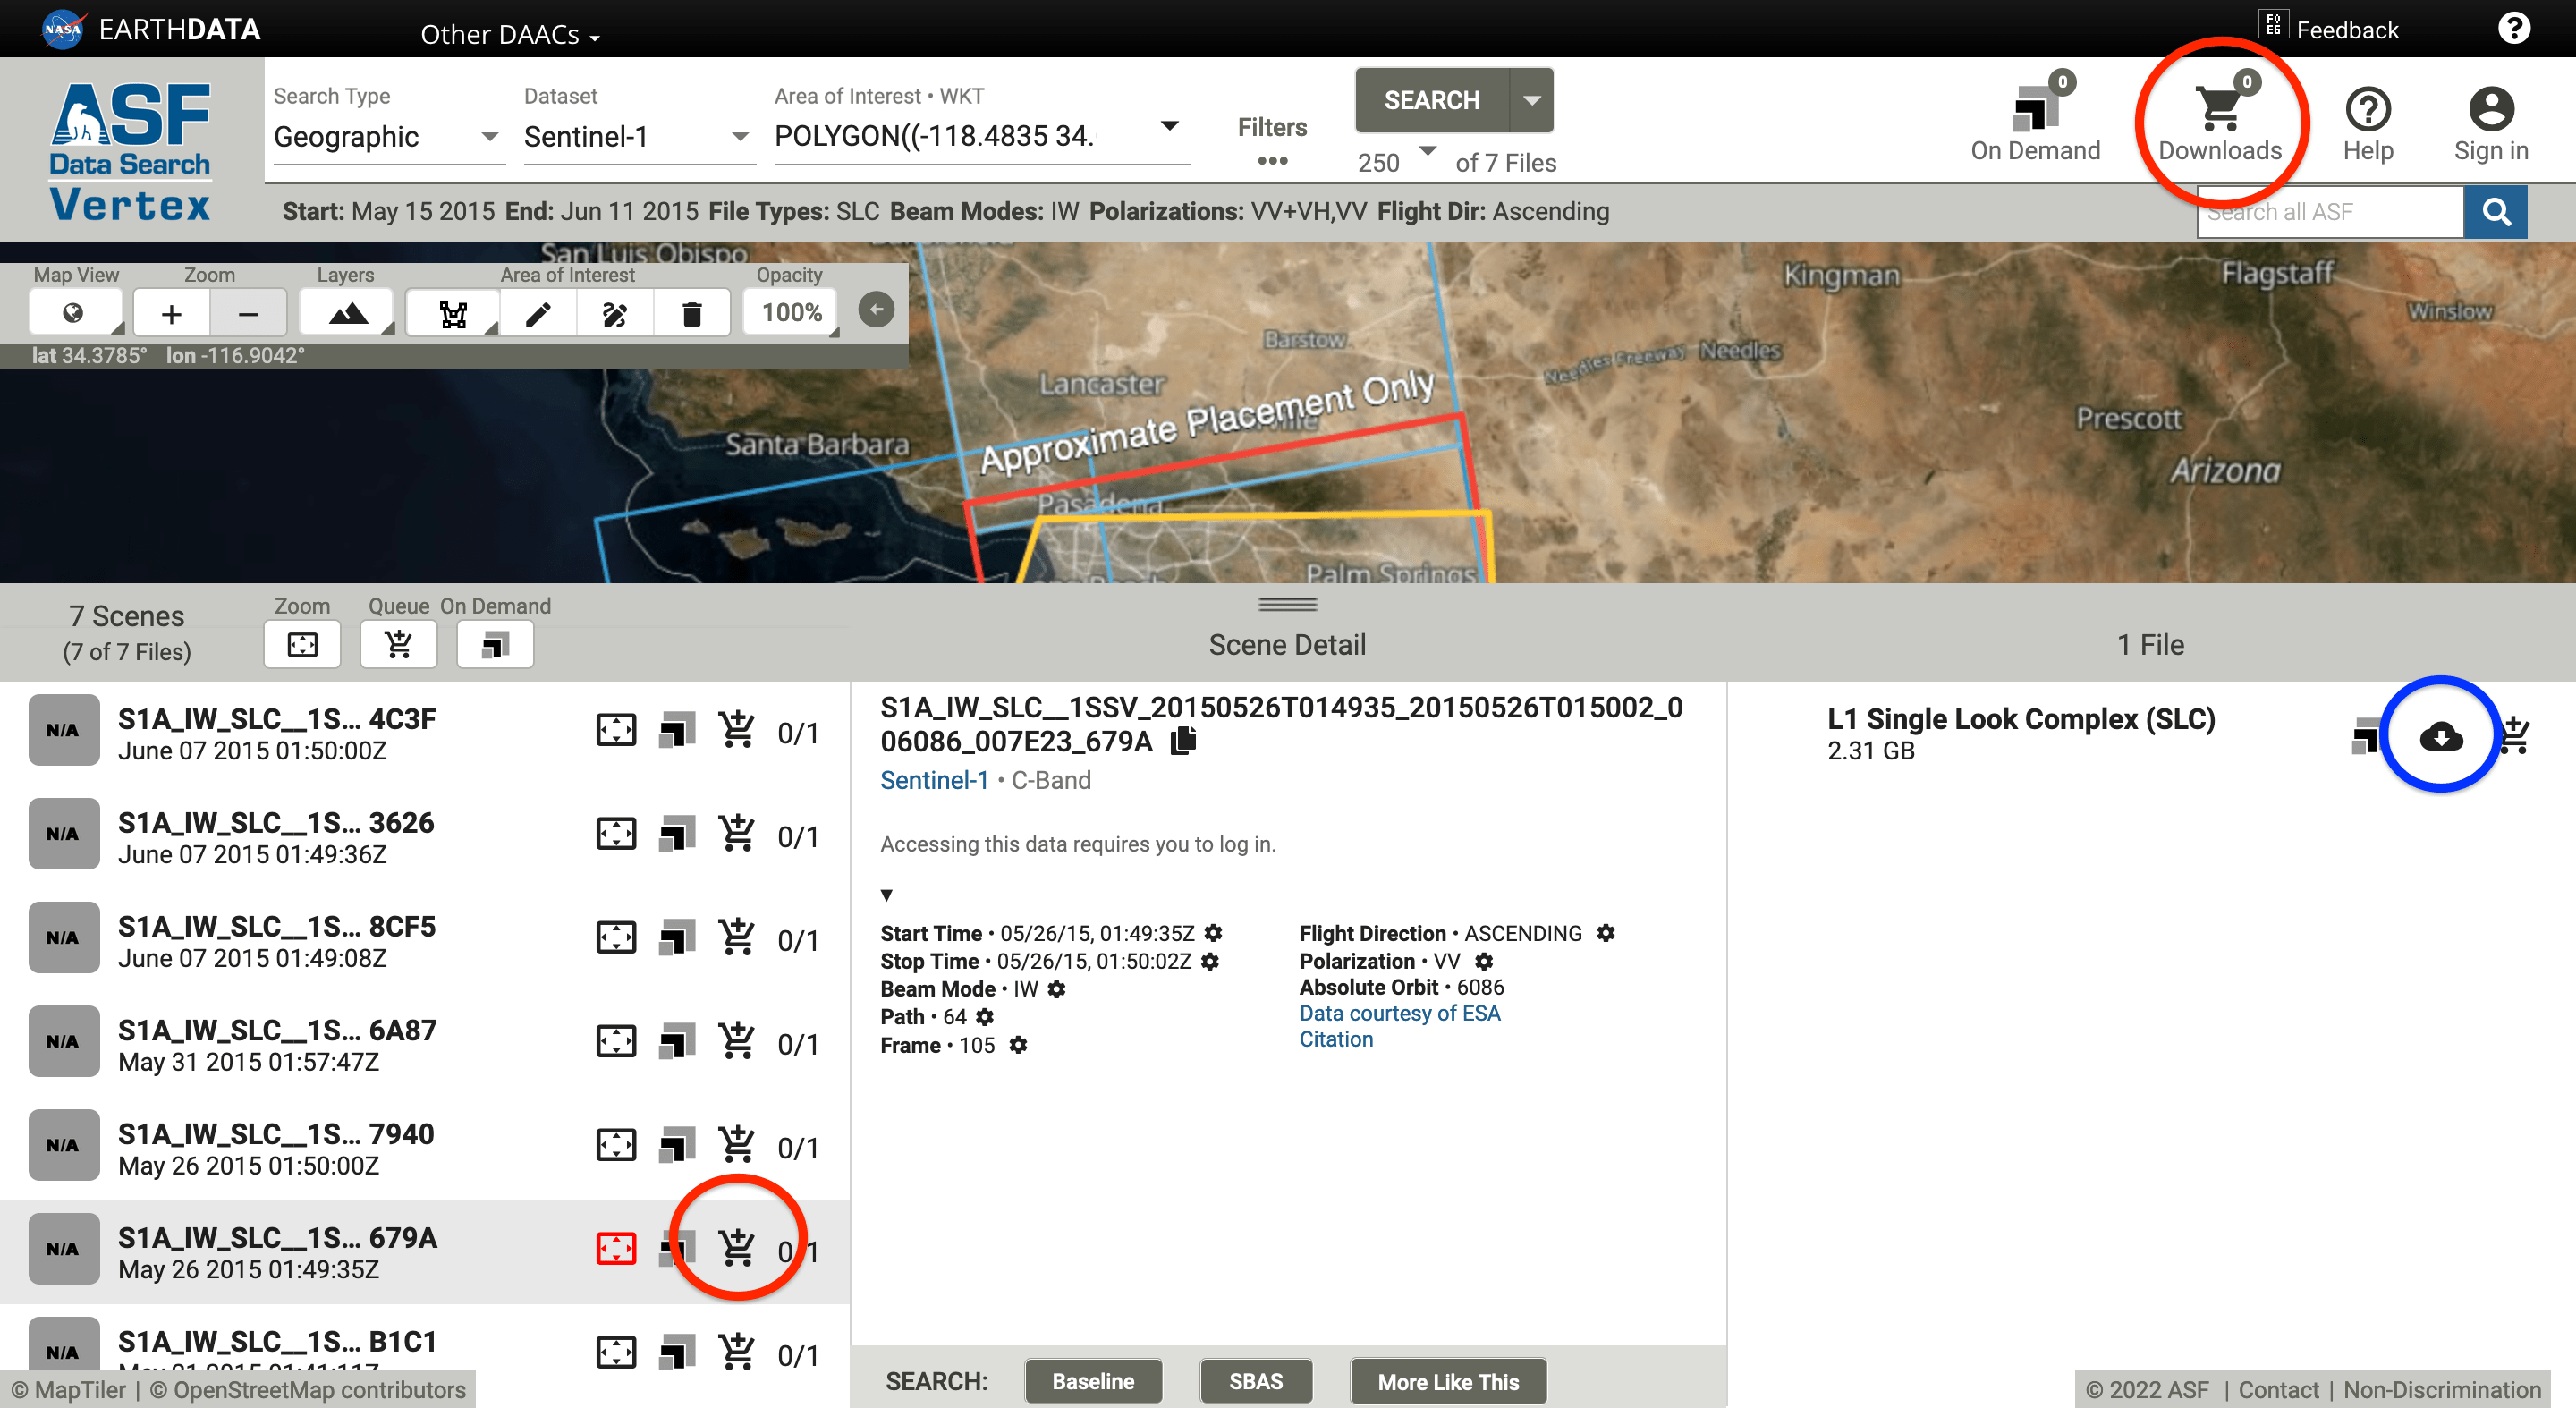 NASA EARTHDATA
Other DAACs
Feedback
ASF
Data Search
Vertex
Search Type
Geographic
Dataset
Sentinel-1
Area of Interest • WKT
POLYGON((-118.4835 34.
Filters
SEARCH
250 of 7 Files
0
On Demand
0
Downloads
Help
Sign in
Start: May 15 2015 End: Jun 11 2015 File Types: SLC Beam Modes: IW Polarizations: VV+VH,VV Flight Dir: Ascending
Search all ASF
San Luis Obispo
Map View
Zoom
Layers
Area of Interest
Opacity
100%
lat 34.3785° lon -116.9042°
Kingman
Flagstaff
Winslow
Barstow
Needles Freeway
Needles
Lancaster
Approximate Placement Only
Santa Barbara
Prescott
Arizona
Pasadena
Palm Springs
7 Scenes
(7 of 7 Files)
Zoom
Queue
On Demand
Scene Detail
1 File
S1A_IW_SLC__1S... 4C3F
June 07 2015 01:50:00Z
0/1
S1A_IW_SLC__1S... 3626
June 07 2015 01:49:36Z
0/1
S1A_IW_SLC__1S... 8CF5
June 07 2015 01:49:08Z
0/1
S1A_IW_SLC__1S... 6A87
May 31 2015 01:57:47Z
0/1
S1A_IW_SLC__1S... 7940
May 26 2015 01:50:00Z
0/1
S1A_IW_SLC__1S... 679A
May 26 2015 01:49:35Z
0/1
S1A_IW_SLC__1S... B1C1
0/1
N/A
N/A
N/A
N/A
N/A
N/A
N/A
S1A_IW_SLC__1SSV_20150526T014935_20150526T015002_0
06086_007E23_679A
Sentinel-1 • C-Band
Accessing this data requires you to log in.
Start Time • 05/26/15, 01:49:35Z
Stop Time • 05/26/15, 01:50:02Z
Beam Mode • IW
Path • 64
Frame • 105
Flight Direction • ASCENDING
Polarization • VV
Absolute Orbit • 6086
Data courtesy of ESA
Citation
L1 Single Look Complex (SLC)
2.31 GB
SEARCH:
Baseline
SBAS
More Like This
© MapTiler | © OpenStreetMap contributors
© 2022 ASF | Contact | Non-Discrimination